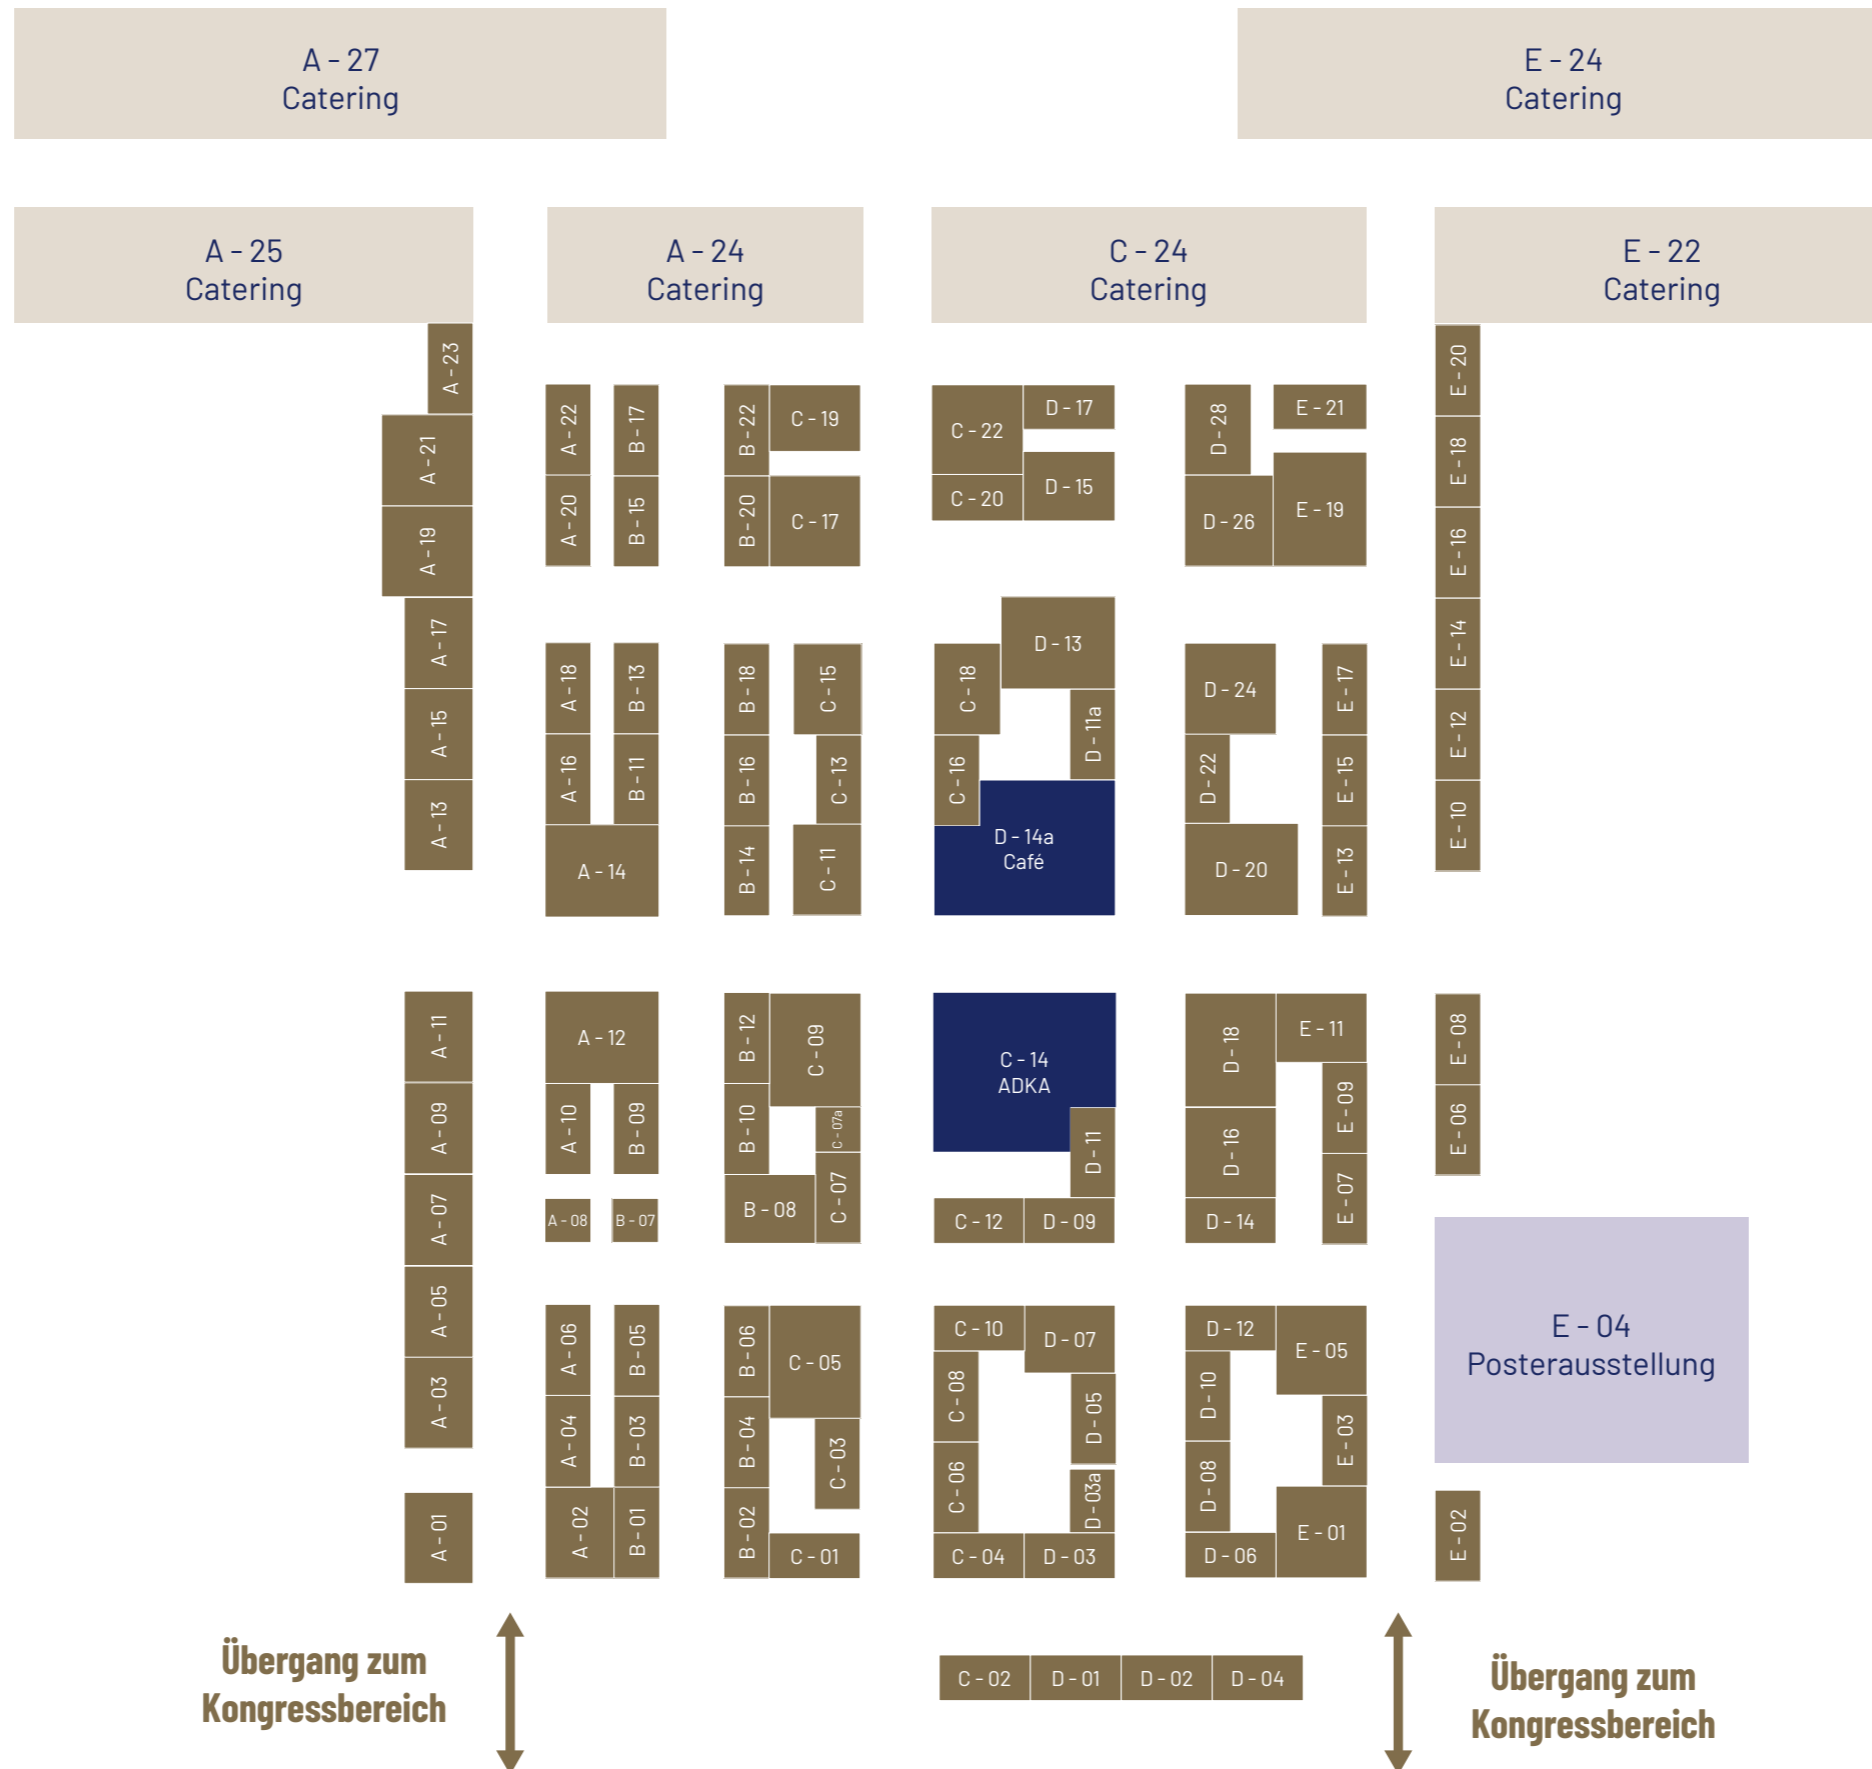 A - 27
Catering
E - 24
Catering
A - 25
Catering
A - 24
Catering
C - 24
Catering
E - 22
Catering
A - 23
A - 21
A - 19
A - 17
A - 15
A - 13
A - 22
B - 17
A - 20
B - 15
B - 22
C - 19
B - 20
C - 17
C - 22
D - 17
C - 20
D - 15
D - 28
E - 21
D - 26
E - 19
E - 20
E - 18
E - 16
E - 14
E - 12
E - 10
A - 18
B - 13
A - 16
B - 11
A - 14
B - 18
C - 15
B - 16
C - 13
B - 14
C - 11
D - 13
C - 18
D - 11a
C - 16
D - 14a
Café
D - 24
E - 17
D - 22
E - 15
D - 20
E - 13
A - 11
A - 09
A - 07
A - 05
A - 03
A - 01
A - 12
A - 10
B - 09
A - 08
B - 07
B - 12
C - 09
B - 10
C - 07a
B - 08
C - 07
C - 14
ADKA
D - 11
C - 12
D - 09
D - 18
E - 11
E - 09
D - 16
E - 07
D - 14
E - 08
E - 06
A - 06
B - 05
A - 04
B - 03
A - 02
B - 01
B - 06
C - 05
B - 04
C - 03
B - 02
C - 01
C - 10
D - 07
C - 08
D - 05
C - 06
D - 03a
C - 04
D - 03
D - 12
E - 05
D - 10
E - 03
D - 08
E - 01
D - 06
E - 04
Posterausstellung
E - 02
Übergang zum
Kongressbereich
C - 02
D - 01
D - 02
D - 04
Übergang zum
Kongressbereich